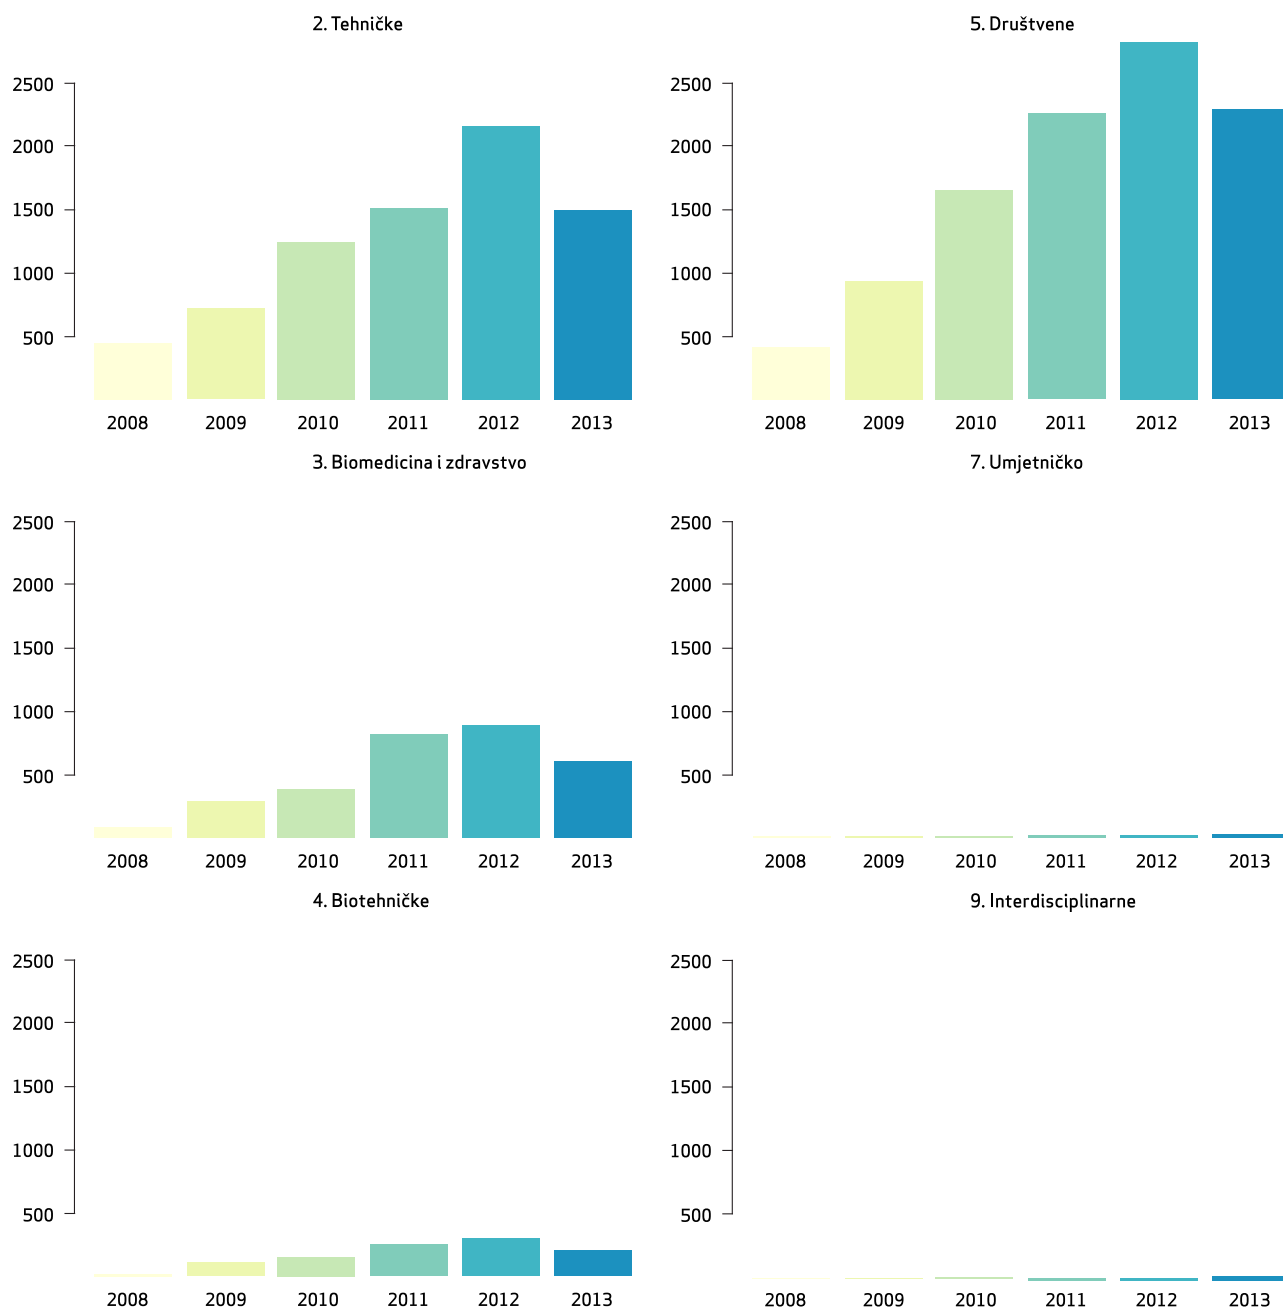 2. Tehničke
2500
2000
1500
1000
500
2008 2009 2010 2011 2012 2013
5. Društvene
2500
2000
1500
1000
500
2008 2009 2010 2011 2012 2013
3. Biomedicina i zdravstvo
2500
2000
1500
1000
500
2008 2009 2010 2011 2012 2013
7. Umjetničko
2500
2000
1500
1000
500
2008 2009 2010 2011 2012 2013
4. Biotehničke
2500
2000
1500
1000
500
2008 2009 2010 2011 2012 2013
9. Interdisciplinarne
2500
2000
1500
1000
500
2008 2009 2010 2011 2012 2013